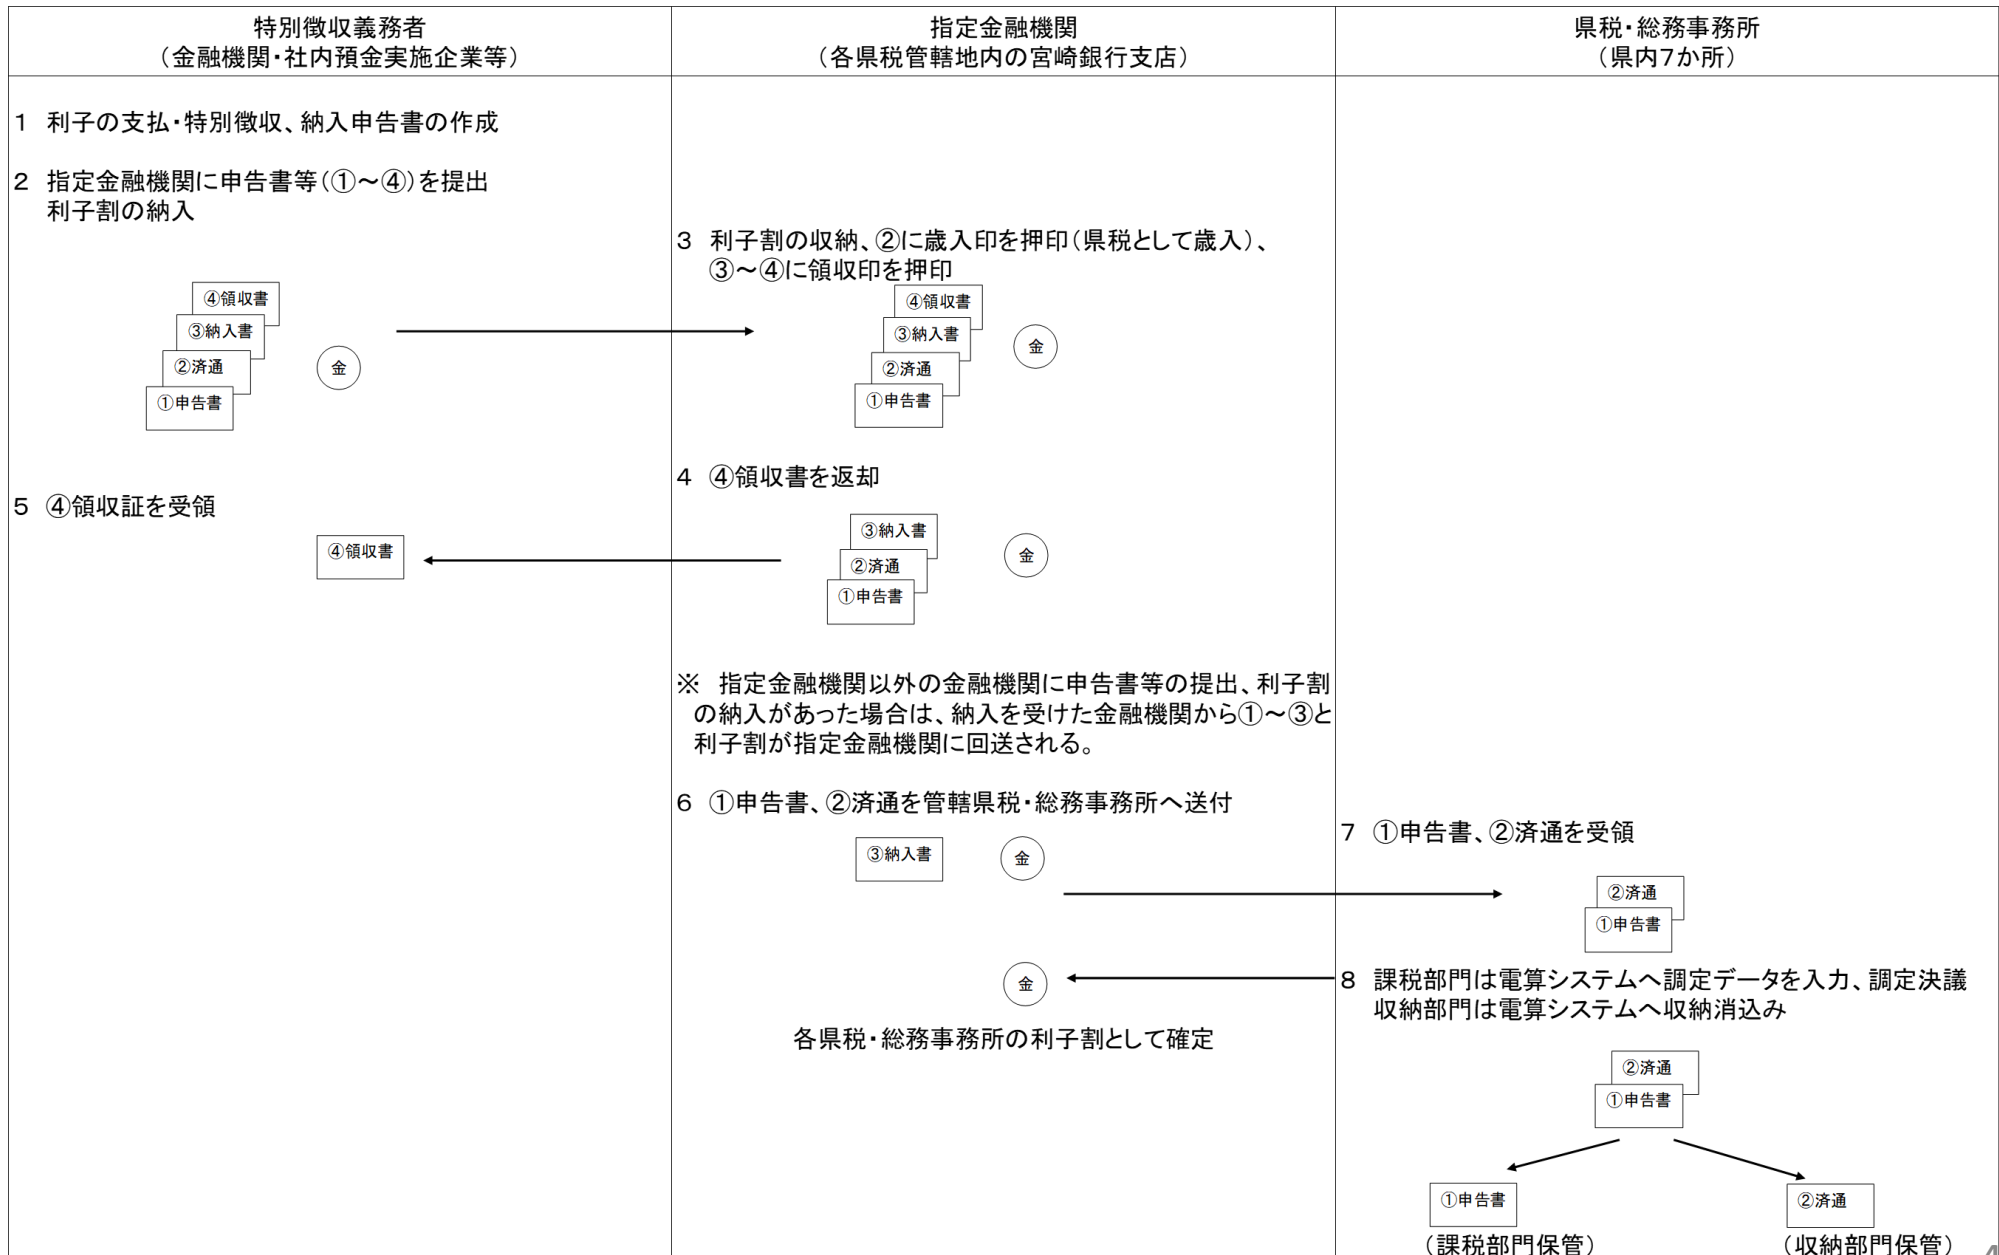 特別徴収義務者
（金融機関・社内預金実施企業等）
指定金融機関
（各県税管轄地内の宮崎銀行支店）
県税・総務事務所
（県内７か所）
１　利子の支払・特別徴収、納入申告書の作成
２　指定金融機関に申告書等（①～④）を提出
利子割の納入
３　利子割の収納、②に歳入印を押印（県税として歳入）、
③～④に領収印を押印
④領収書
③納入書
②済通
①申告書
金
④領収書
③納入書
②済通
①申告書
金
４　④領収書を返却
５　④領収証を受領
④領収書
③納入書
②済通
①申告書
金
※　指定金融機関以外の金融機関に申告書等の提出、利子割
の納入があった場合は、納入を受けた金融機関から①～③と
利子割が指定金融機関に回送される。
６　①申告書、②済通を管轄県税・総務事務所へ送付
③納入書
金
７　①申告書、②済通を受領
②済通
①申告書
金
各県税・総務事務所の利子割として確定
８　課税部門は電算システムへ調定データを入力、調定決議
収納部門は電算システムへ収納消込み
②済通
①申告書
①申告書
（課税部門保管）
②済通
（収納部門保管）